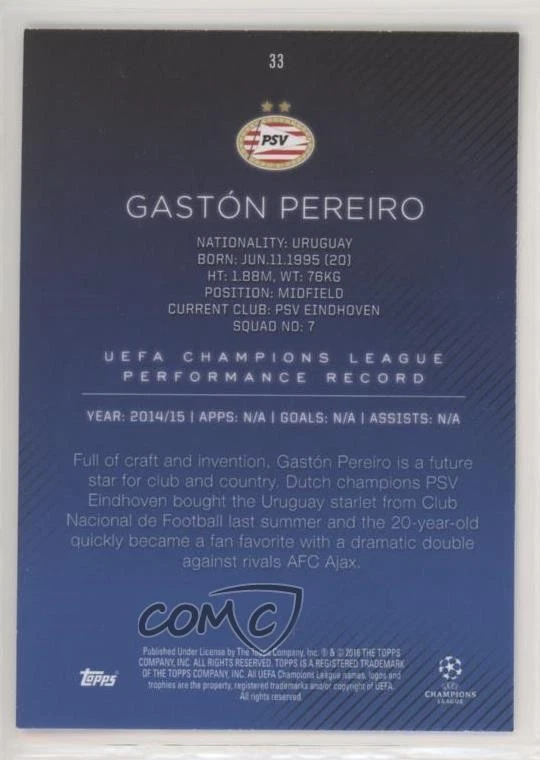 33
PSV
GASTÓN PEREIRO
NATIONALITY: URUGUAY
BORN: JUN.11.1995 (20)
HT: 1.88M, WT: 76KG
POSITION: MIDFIELD
CURRENT CLUB: PSV EINDHOVEN
SQUAD NO: 7
UEFA CHAMPIONS LEAGUE
PERFORMANCE RECORD
YEAR: 2014/15 | APPS: N/A | GOALS: N/A | ASSISTS: N/A
Full of craft and invention, Gastón Pereiro is a future
star for club and country. Dutch champions PSV
Eindhoven bought the Uruguay starlet from Club
Nacional de Football last summer and the 20-year-old
quickly became a fan favorite with a dramatic double
against rivals AFC Ajax.
COMC
Published Under License by The Topps Company, Inc. ® & © 2016 THE TOPPS
COMPANY, INC. ALL RIGHTS RESERVED. TOPPS IS A REGISTERED TRADEMARK
OF THE TOPPS COMPANY, INC. All UEFA Champions League names, logos and
trophies are the property, registered trademarks and/or copyright of UEFA.
All rights reserved.
Topps
CHAMPIONS
LEAGUE